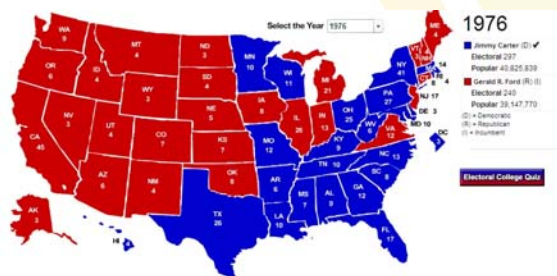 Select the Year 1976
1976
Jimmy Carter (D) ✔
Electoral 297
Gerald R. Ford (R) (I)
Electoral 240
Popular 39,147,770
(D) = Democratic
(R) = Republican
(I) = Incumbent
Electoral College Quiz
WA
9
OR
6
CA
45
NV
3
ID
4
MT
4
WY
3
UT
4
AZ
6
CO
7
NM
4
ND
3
SD
4
NE
5
KS
7
OK
8
TX
26
MN
10
IA
8
MO
12
AR
6
LA
10
WI
11
IL
26
MI
21
IN
13
OH
25
KY
9
TN 10
MS
7
AL
9
GA
12
FL
17
SC
8
NC 13
VA
12
WV
6
PA
27
NY
41
ME
4
VT
3
14
4
NJ 17
DE 3
MD 10
DC
3
AK
3
HI
4